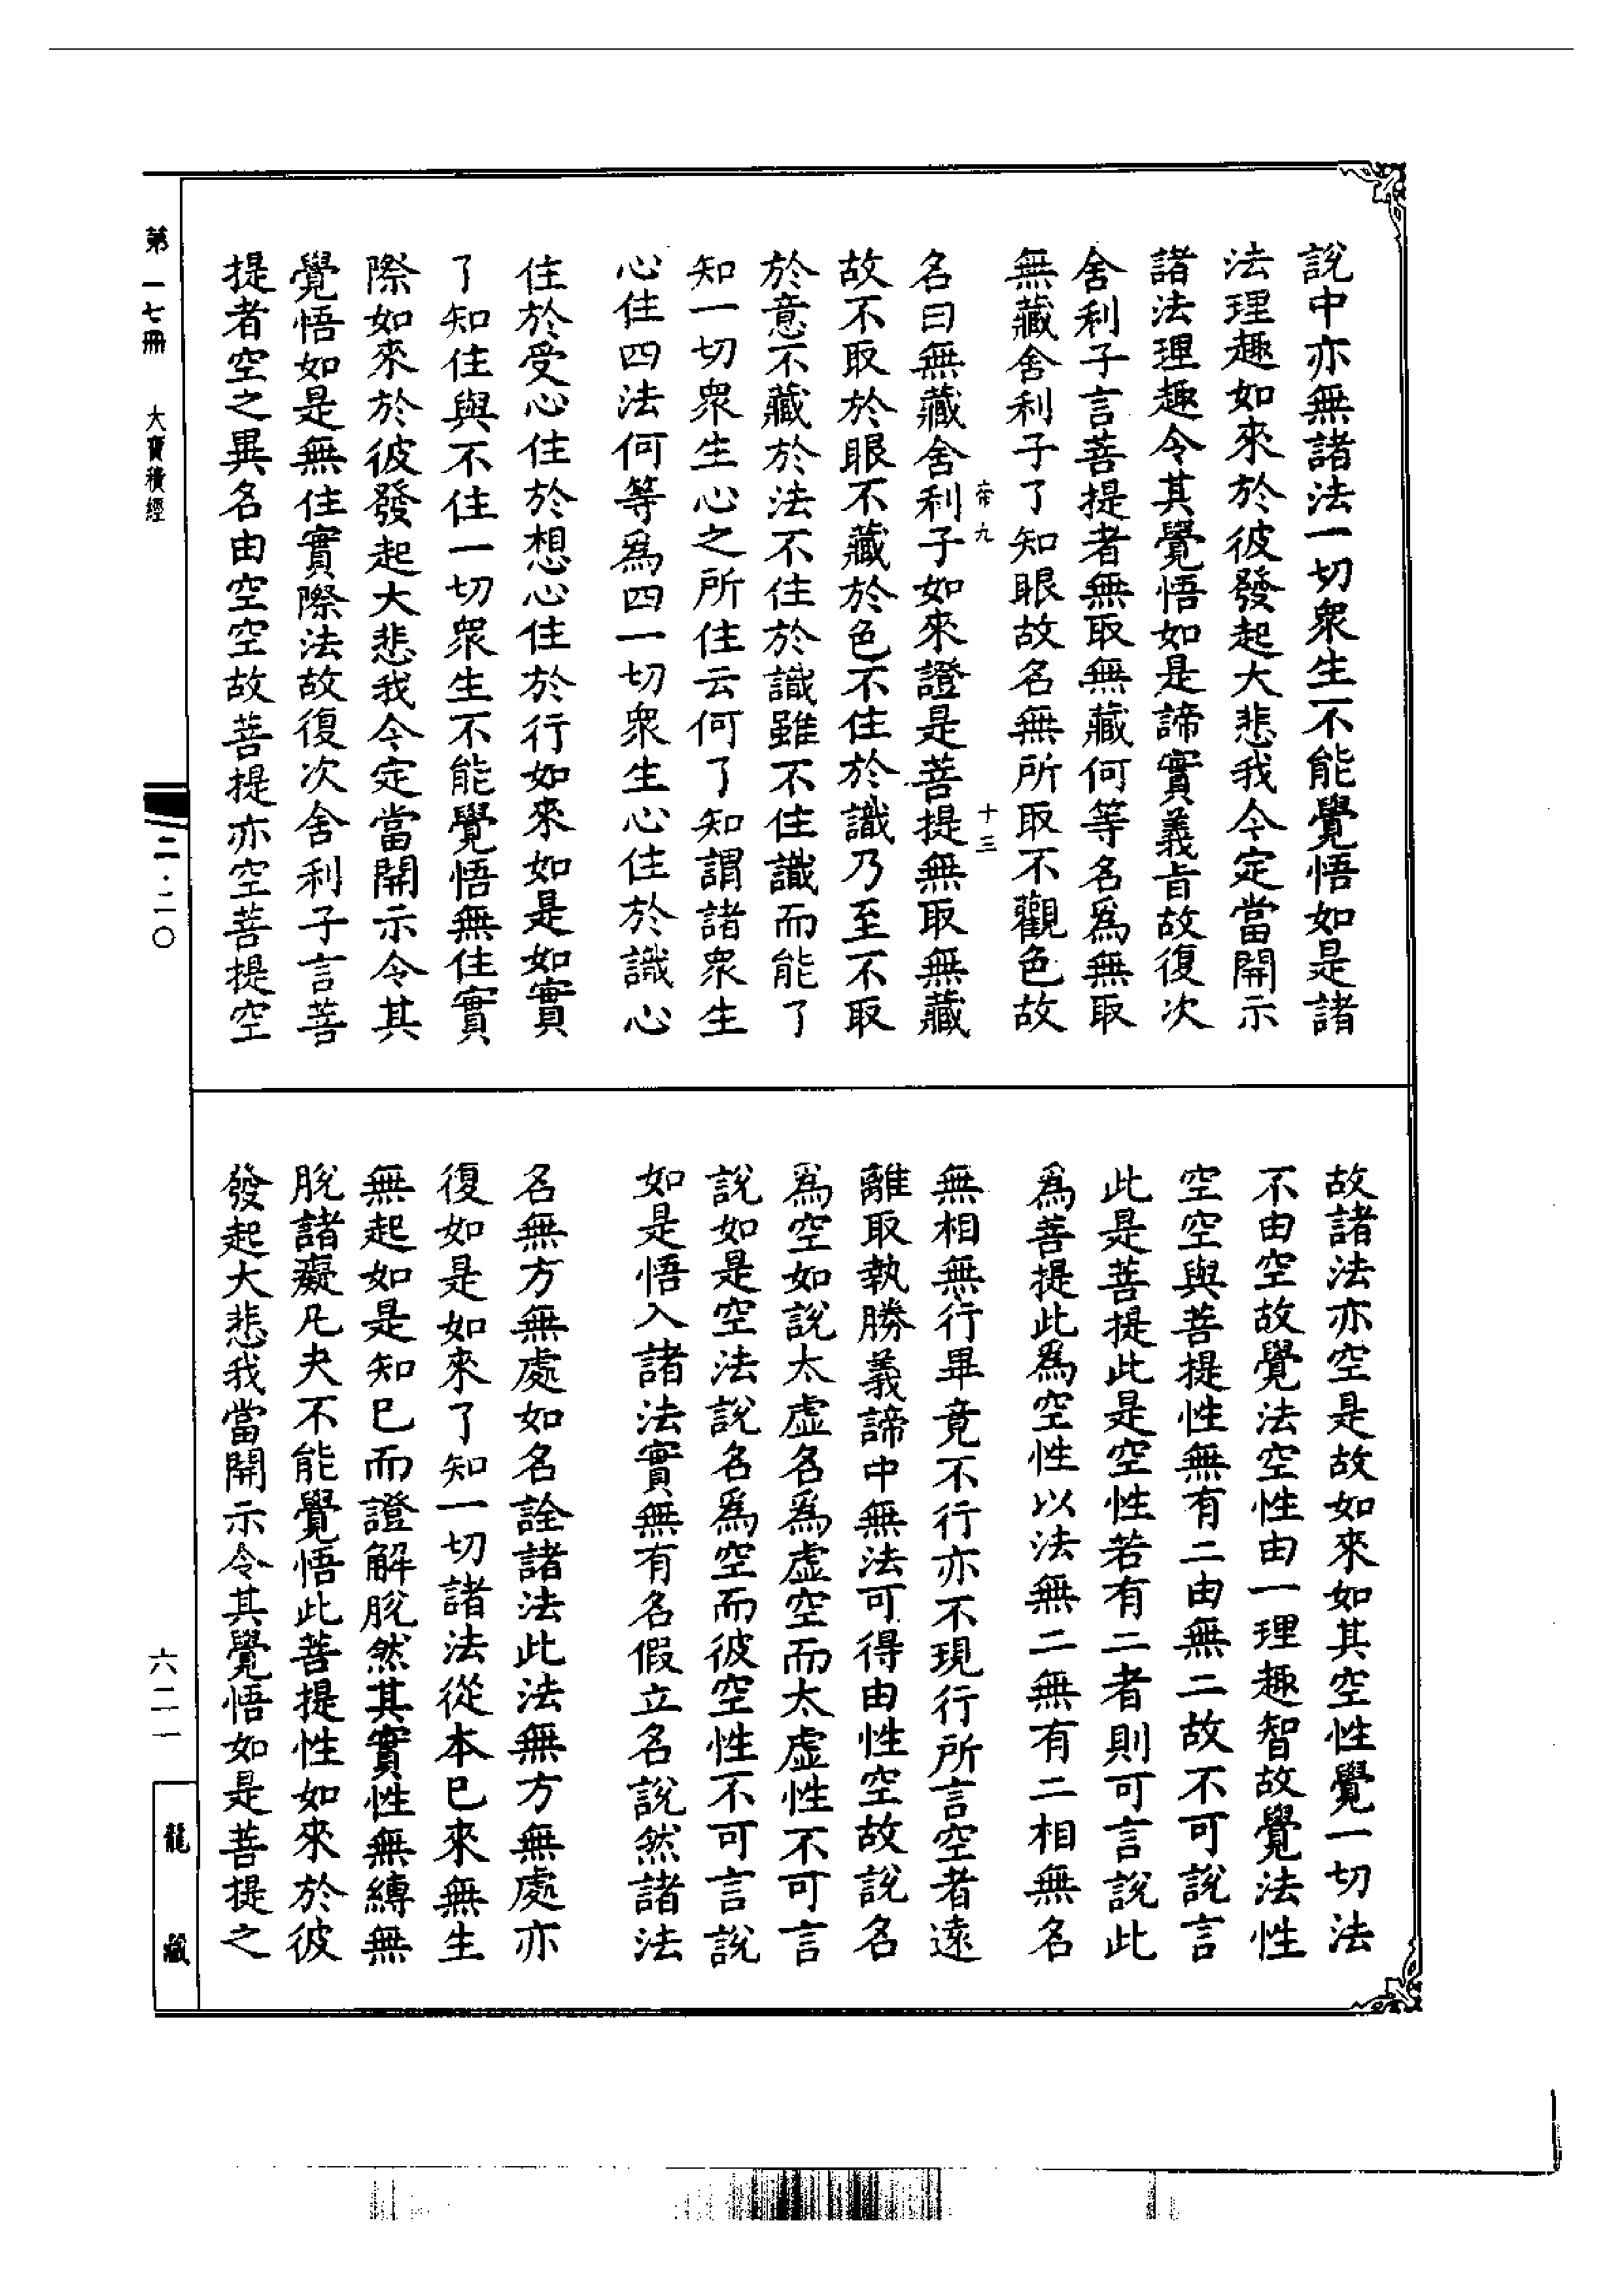 說中亦無諸法一切衆生不能覺悟如是諸
法理趣如來於彼發起大悲我今定當開示
諸法理趣令其覺悟如是諦實義旨故復次
舍利子言菩提者無取無藏何等名爲無取
無藏舍利子了知眼故名無所取不觀色故
帝九 十三
名曰無藏舍利子如來證是菩提無取無藏
故不取於眼不藏於色不住於識乃至不取
於意不藏於法不住於識雖不住識而能了
知一切衆生心之所住云何了知謂諸衆生
心住四法何等爲四一切衆生心住於識心
住於受心住於想心住於行如來如是如實
了知住與不住一切衆生不能覺悟無住實
際如來於彼發起大悲我今定當開示令其
覺悟如是無住實際法故復次舍利子言菩
提者空之異名由空空故菩提亦空菩提空
故諸法亦空是故如來如其空性覺一切法
不由空故覺法空性由一理趣智故覺法性
空空與菩提性無有二由無二故不可說言
此是菩提此是空性若有二者則可言說此
爲菩提此爲空性以法無二無有二相無名
無相無行畢竟不行亦不現行所言空者遠
離取執勝義諦中無法可得由性空故說名
爲空如說太虛名爲虛空而太虛性不可言
說如是空法說名爲空而彼空性不可言說
如是悟入諸法實無有名假立名說然諸法
名無方無處如名詮諸法此法無方無處亦
復如是如來了知一切諸法從本已來無生
無起如是知已而證解脫然其實性無縛無
脫諸癡凡夫不能覺悟此菩提性如來於彼
發起大悲我當開示令其覺悟如是菩提之
第一七冊 大寶積經
二·二〇
六二一
龍藏